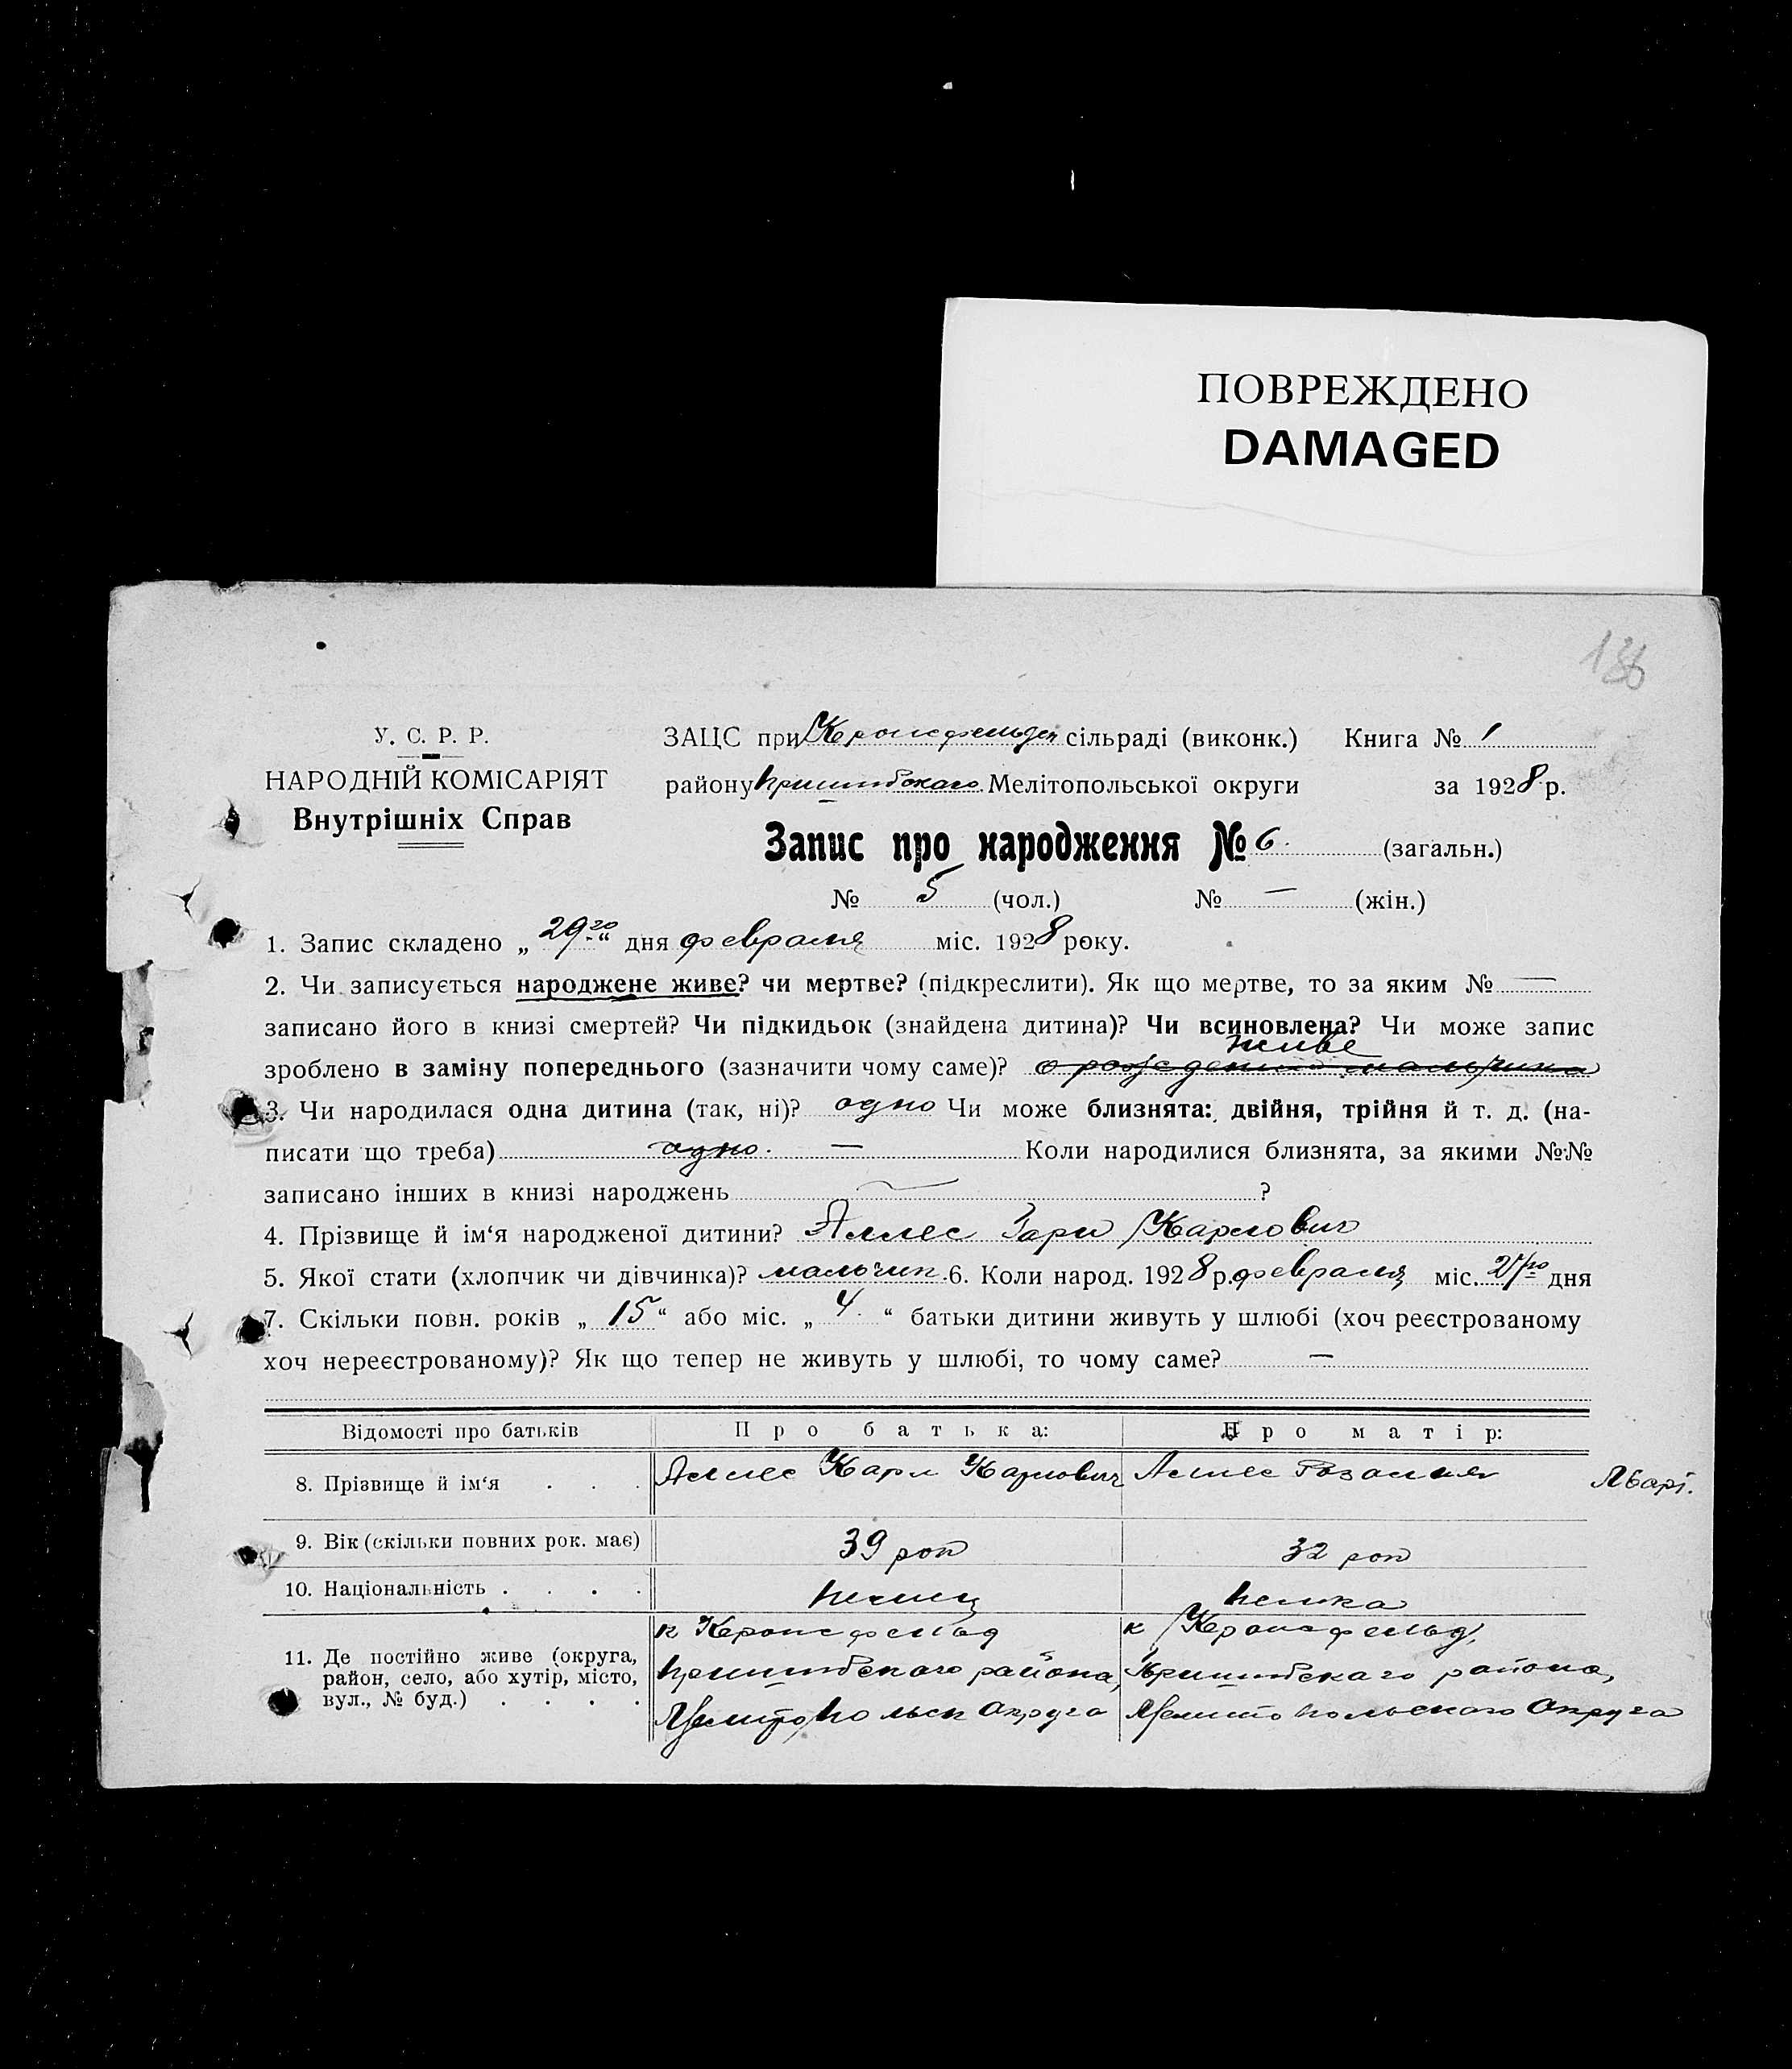 ПОВРЕЖДЕНО
DAMAGED
136
У. С. Р. Р.
НАРОДНІЙ КОМІСАРІЯТ
Внутрішніх Справ
ЗАЦС при Кронсфельден сільраді (виконк.) Книга № 1
району Пришибского Мелітопольської округи за 1928 р.
Запис про народження № 6. (загальн.)
№ 5 (чол.) № — (жін.)
1. Запис складено „ 29го “ дня февраля міс. 1928 року.
2. Чи записується народжене живе? чи мертве? (підкреслити). Як що мертве, то за яким № —
записано його в книзі смертей? Чи підкидьок (знайдена дитина)? Чи всиновлена? Чи може запис
живе
зроблено в заміну попереднього (зазначити чому саме)? о рождении мальчика
3. Чи народилася одна дитина (так, ні)? одно Чи може близнята: двійня, трійня й т. д. (на-
писати що треба) одно. — Коли народилися близнята, за якими №№
записано інших в книзі народжень — ?
4. Прізвище й ім‘я народженої дитини? Аллес Гари Карлович
5. Якої стати (хлопчик чи дівчинка)? мальчик. 6. Коли народ. 1928 р. февраля міс. 27го дня
7. Скільки повн. років „ 15 “ або міс. „ 4. “ батьки дитини живуть у шлюбі (хоч реєстрованому
хоч нереєстрованому)? Як що тепер не живуть у шлюбі, то чому саме? —
Відомості про батьків Про батька: Про матір:
8. Прізвище й ім‘я . . . Аллес Карл Карлович Аллес Розалия
9. Вік (скільки повних рок. має) 39 рок 32 рок
10. Національність . . . . немец немка
11. Де постійно живе (округа, район, село, або хутір, місто, вул., № буд.) . . . .
к Кронсфельд
Пришибского района,
Мелитопольск Округа
к Кронсфельд,
Пришибскаго района,
Мелитопольского Округа